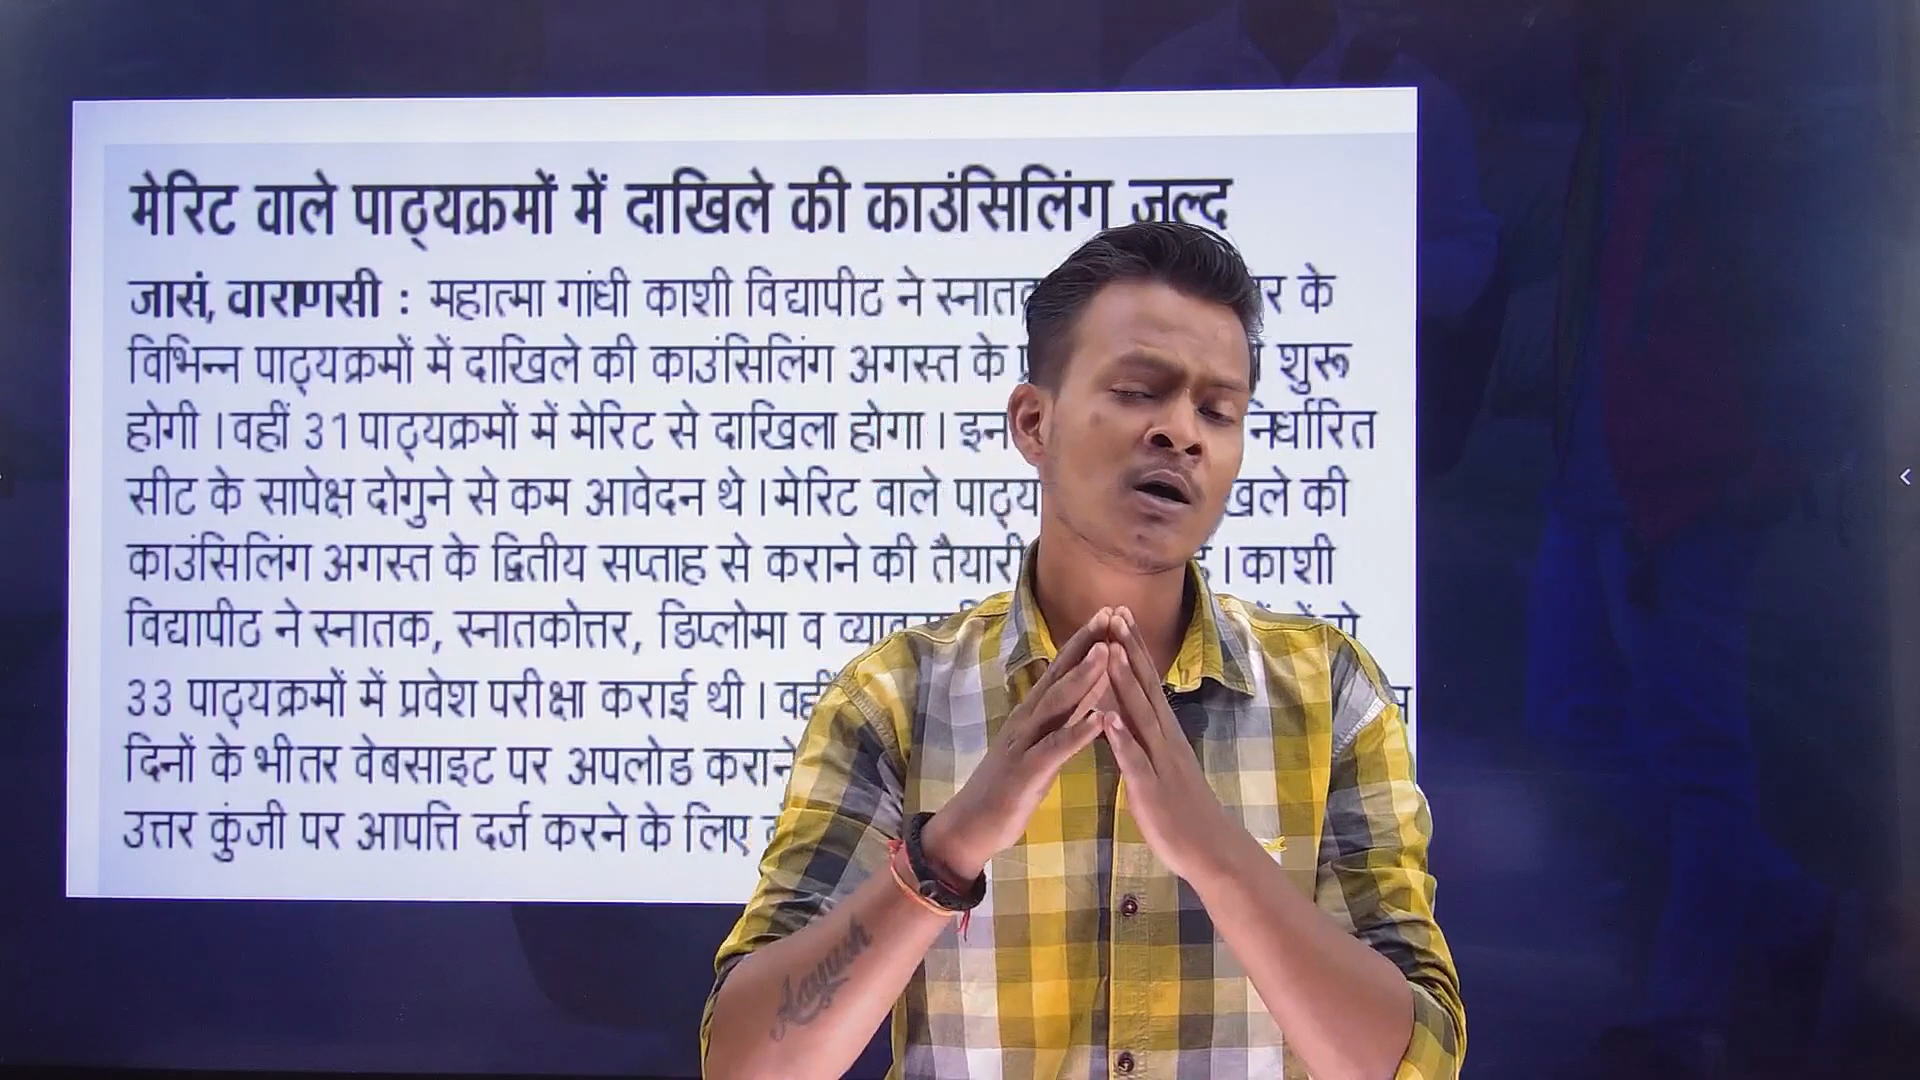 मेरिट वाले पाठ्यक्रमों में दाखिले की काउंसिलिंग जल्द
जासं, वाराणसी : महात्मा गांधी काशी विद्यापीठ ने के
विभिन्न पाठ्यक्रमों में दाखिले की काउंसिलिंग अगस्त के शुरू
होगी । वहीं 31 पाठ्यक्रमों में मेरिट से दाखिला होगा । इन निर्धारित
सीट के सापेक्ष दोगुने से कम आवेदन थे । मेरिट वाले की
काउंसिलिंग अगस्त के द्वितीय सप्ताह से कराने की । काशी
विद्यापीठ ने स्नातक, स्नातकोत्तर, डिप्लोमा व
33 पाठ्यक्रमों में प्रवेश परीक्षा कराई थी ।
दिनों के भीतर वेबसाइट पर अपलोड
उत्तर कुंजी पर आपत्ति दर्ज करने के लिए
Aayush